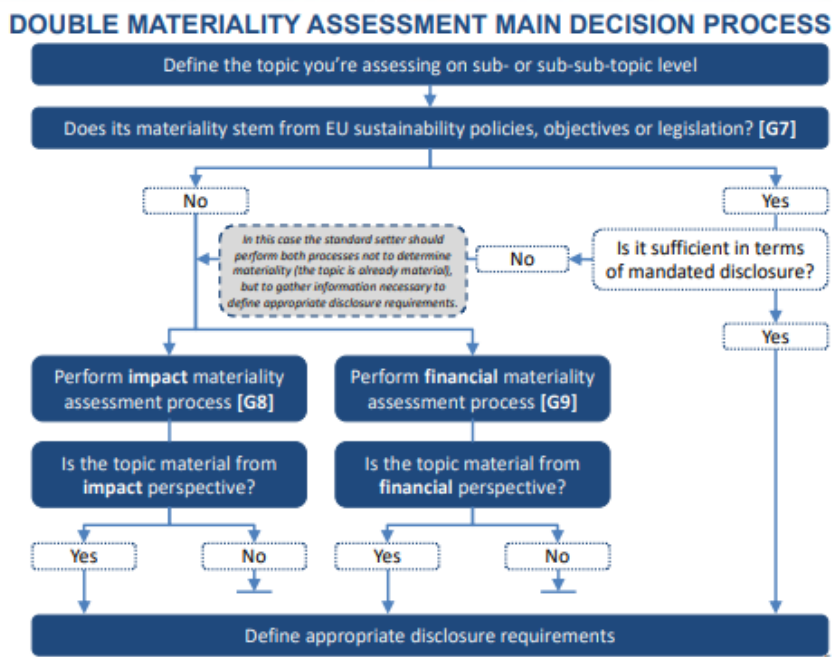 DOUBLE MATERIALITY ASSESSMENT MAIN DECISION PROCESS
Define the topic you're assessing on sub- or sub-sub-topic level
Does its materiality stem from EU sustainability policies, objectives or legislation? [G7]
No
Yes
In this case the standard setter should
perform both processes not to determine
materiality (the topic is already material),
but to gather information necessary to
define appropriate disclosure requirements.
No
Is it sufficient in terms
of mandated disclosure?
Yes
Perform impact materiality
assessment process [G8]
Perform financial materiality
assessment process [G9]
Is the topic material from
impact perspective?
Is the topic material from
financial perspective?
Yes
No
Yes
No
Define appropriate disclosure requirements